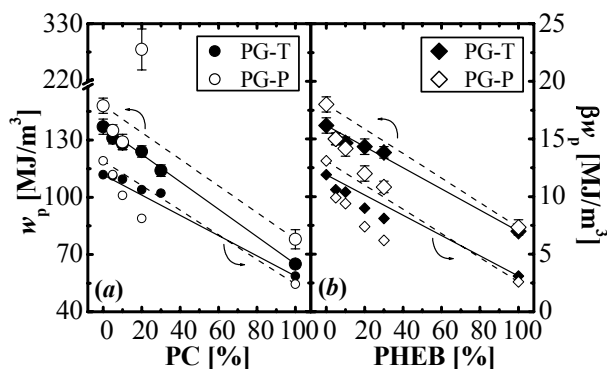 330
220
130
100
70
40
w_p [MJ/m³]
PG-T
PG-P
(a)
0 20 40 60 80 100
PC [%]
PG-T
PG-P
(b)
0 20 40 60 80 100
PHEB [%]
25
20
15
10
5
0
βw_p [MJ/m³]